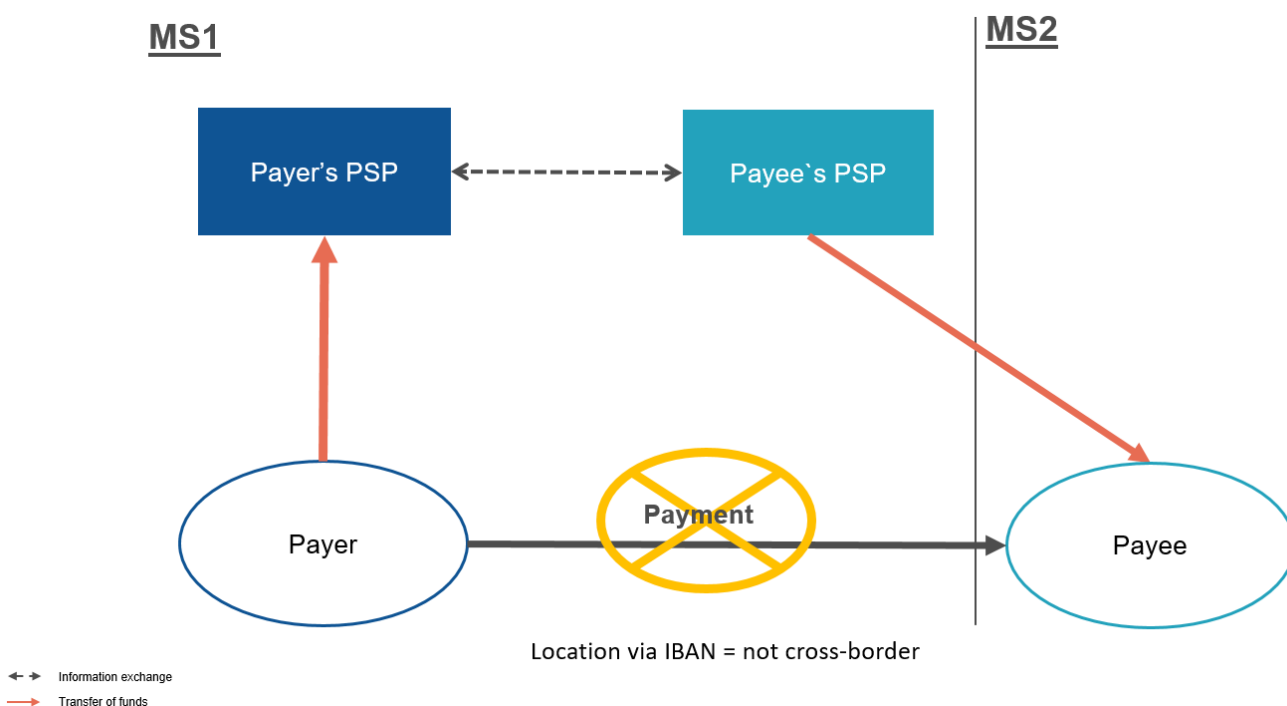 MS1
MS2
Payer’s PSP
Payee`s PSP
Payment
Payer
Payee
Location via IBAN = not cross-border
Information exchange
Transfer of funds